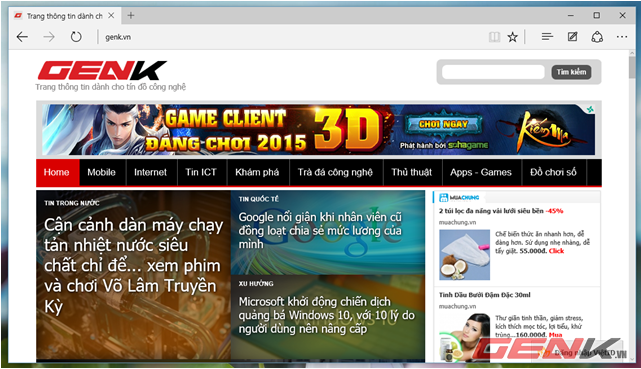 Trang thông tin dành ch
genk.vn
GENK
Trang thông tin dành cho tín đồ công nghệ
Tìm kiếm
GAME CLIENT
ĐÁNG CHƠI 2015
3D
CHƠI NGAY
Phát hành bởi sohagame
Kiếm Ma
Home Mobile Internet Tin ICT Khám phá Trà đá công nghệ Thủ thuật Apps - Games Đồ chơi số
TIN TRONG NƯỚC
Cận cảnh dàn máy chạy
tản nhiệt nước siêu
chất chỉ để... xem phim
và chơi Võ Lâm Truyền
Kỳ
TIN QUỐC TẾ
Google nổi giận khi nhân viên cũ
đồng loạt chia sẻ mức lương của
mình
XU HƯỚNG
Microsoft khởi động chiến dịch
quảng bá Windows 10, với 10 lý do
người dùng nên nâng cấp
MUACHUNG
2 túi lọc đa năng vải lưới siêu bền -45%
muachung.vn
Chế biến thức ăn nhanh hơn, dễ
dàng hơn. Sử dụng nhẹ nhàng, dễ
tẩy giặt. 55.000đ. Click
Tinh Dầu Bưởi Đậm Đặc 30ml
muachung.vn
Thư giãn tinh thần, giảm stress,
kích thích mọc tóc, lợi tiểu, khử
trùng...160.000đ. Mua
GENK